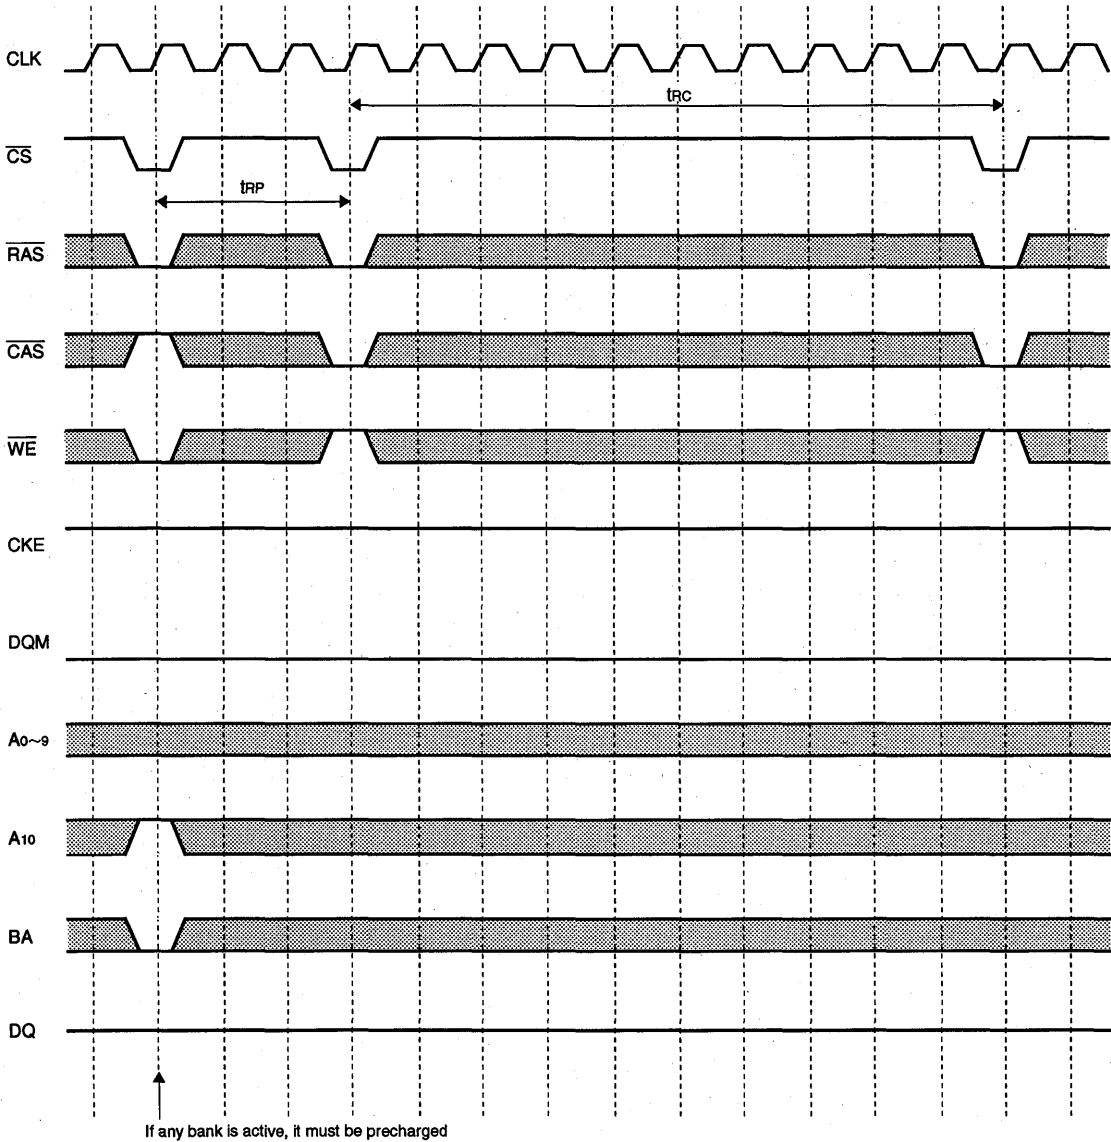 CLK
tRC
CS
tRP
RAS
CAS
WE
CKE
DQM
A0~9
A10
BA
DQ
If any bank is active, it must be precharged